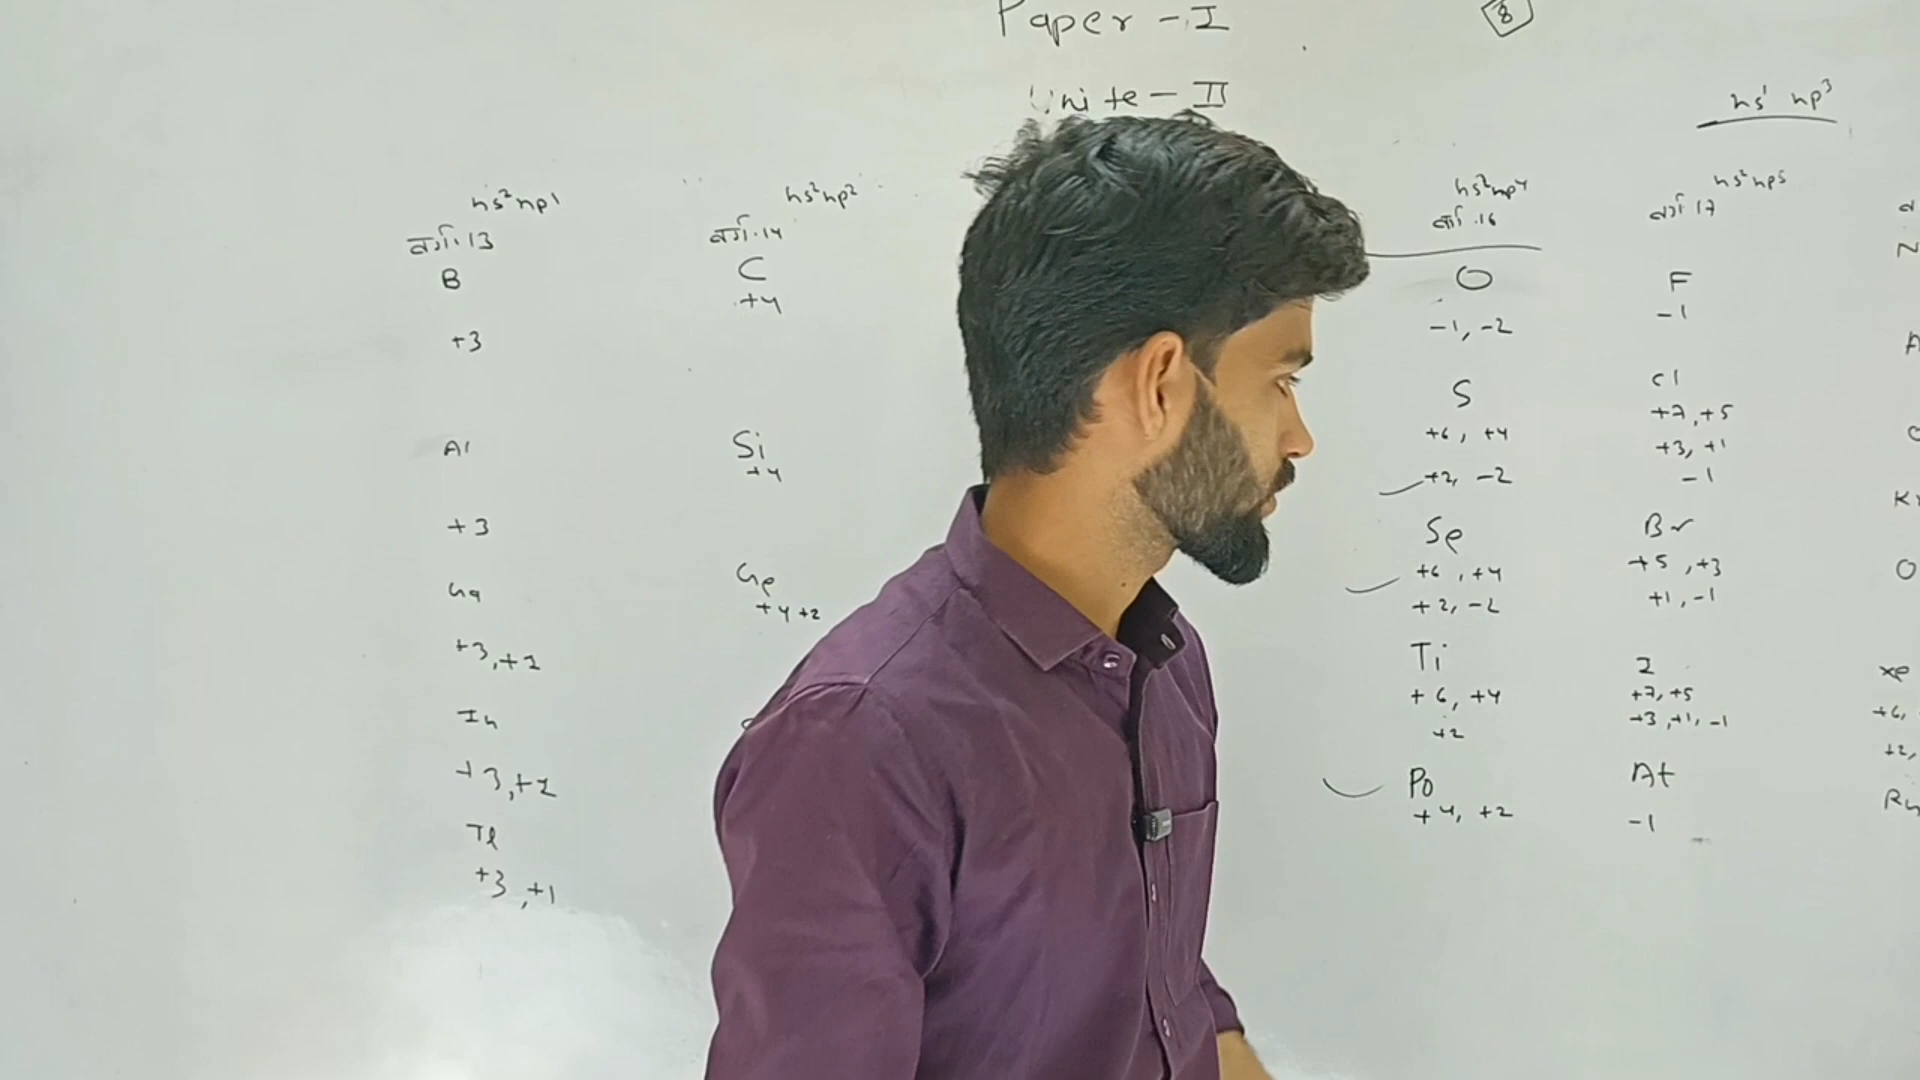 Paper - I
8
Unite - II
ns¹ np³
ns²np¹
वर्ग.13
B
+3
Al
+3
Ga
+3,+1
In
+3,+1
Tl
+3,+1
ns²np²
वर्ग.14
C
+4
Si
+4
Ge
+4 +2
ns²np⁴
वर्ग.16
O
-1, -2
S
+6, +4
+2, -2
Se
+6, +4
+2, -2
Ti
+6, +4
+2
Po
+4, +2
ns²np⁵
वर्ग 17
F
-1
Cl
+7, +5
+3, +1
-1
Br
+5, +3
+1, -1
I
+7, +5
+3, +1, -1
At
-1
Xe
+6,
+2,